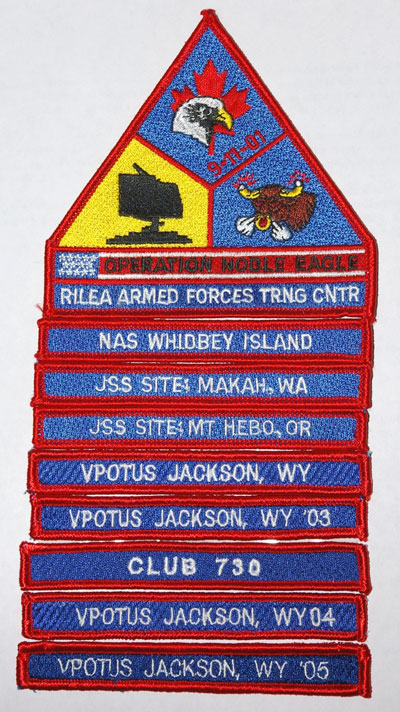 9-11-01
OPERATION NOBLE EAGLE
RILEA ARMED FORCES TRNG CNTR
NAS WHIDBEY ISLAND
JSS SITE: MAKAH, WA
JSS SITE: MT HEBO, OR
VPOTUS JACKSON, WY
VPOTUS JACKSON, WY '03
CLUB 730
VPOTUS JACKSON, WY 04
VPOTUS JACKSON, WY '05